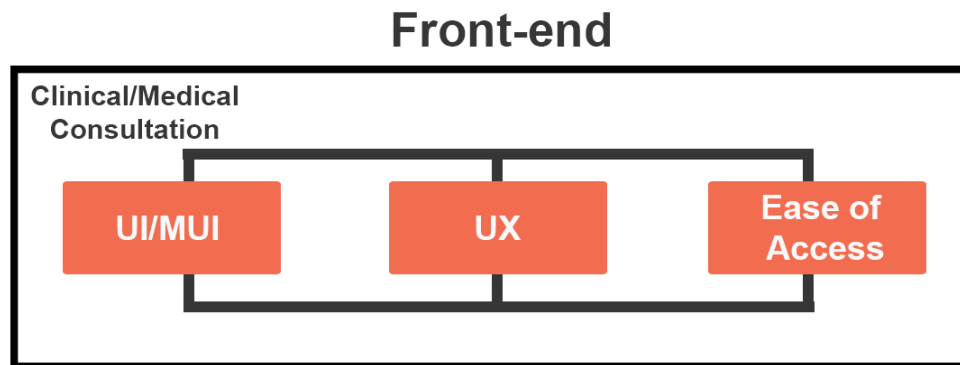 Front-end
Clinical/Medical
Consultation
UI/MUI
UX
Ease of
Access